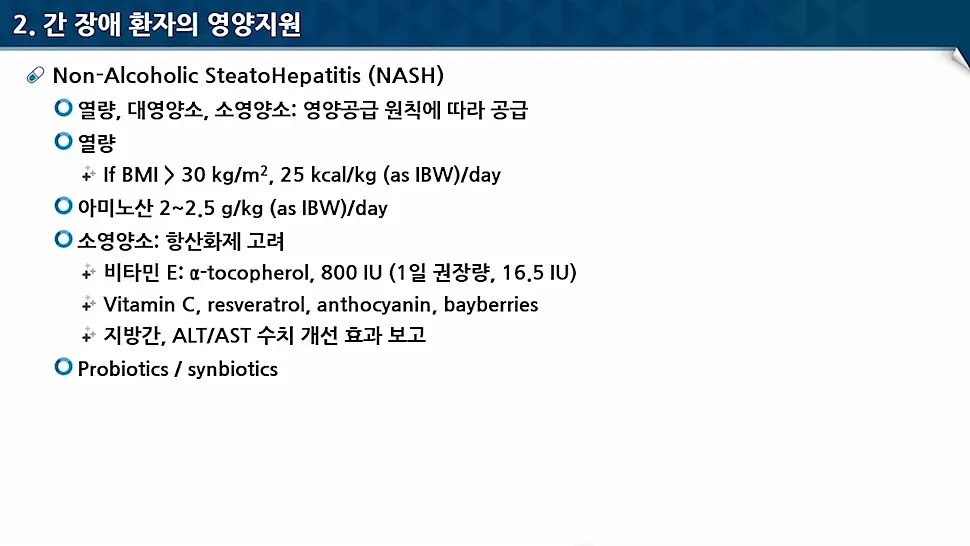 2. 간 장애 환자의 영양지원
Non-Alcoholic SteatoHepatitis (NASH)
열량, 대영양소, 소영양소: 영양공급 원칙에 따라 공급
열량
If BMI > 30 kg/m², 25 kcal/kg (as IBW)/day
아미노산 2~2.5 g/kg (as IBW)/day
소영양소: 항산화제 고려
비타민 E: α-tocopherol, 800 IU (1일 권장량, 16.5 IU)
Vitamin C, resveratrol, anthocyanin, bayberries
지방간, ALT/AST 수치 개선 효과 보고
Probiotics / synbiotics